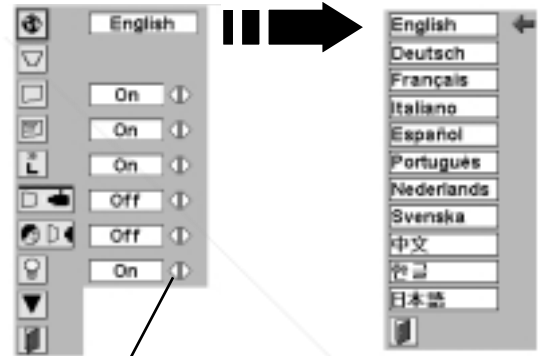 English
On
On
On
Off
Off
On
English
Deutsch
Français
Italiano
Español
Português
Nederlands
Svenska
中文
한글
日本語